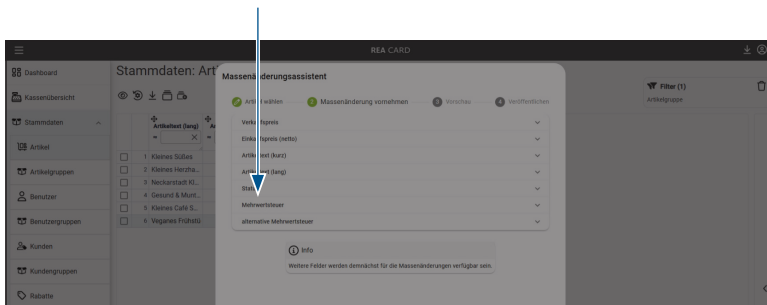 REA CARD
Dashboard
Kassenübersicht
Stammdaten
Artikel
Artikelgruppen
Benutzer
Benutzergruppen
Kunden
Kundengruppen
Rabatte
Stammdaten: Art
Artikeltext (lang)
=
=
1 Kleines Süßes
2 Kleines Herzha...
3 Neckarstadt Kl...
4 Gesund & Munt...
5 Kleines Café S...
6 Veganes Frühstü
Massenänderungsassistent
Artikel wählen
2 Massenänderung vornehmen
3 Vorschau
4 Veröffentlichen
Verkaufspreis
Einkaufspreis (netto)
Artikeltext (kurz)
Artikeltext (lang)
Mehrwertsteuer
alternative Mehrwertsteuer
Info
Weitere Felder werden demnächst für die Massenänderungen verfügbar sein.
Filter (1)
Artikelgruppe